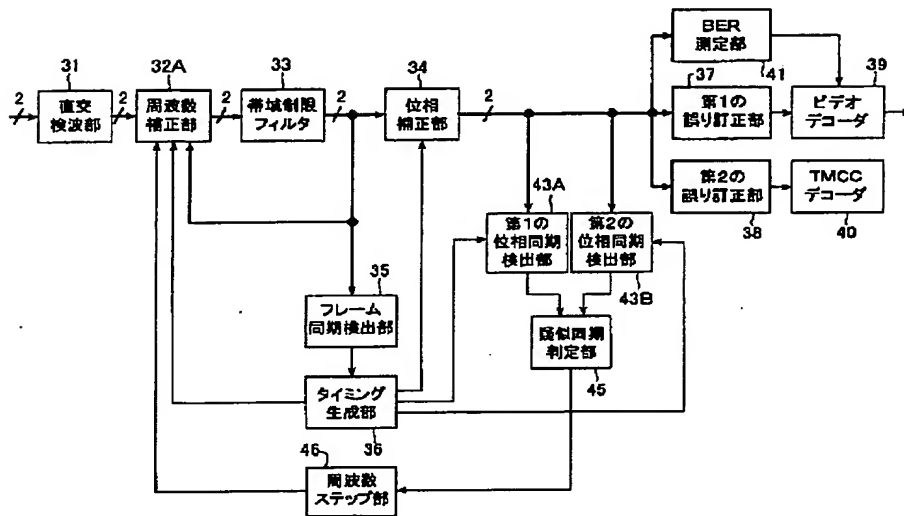 BER
測定部
41
31
32A
33
34
37
39
2
直交
検波部
2
周波数
補正部
2
帯域制限
フィルタ
2
位相
補正部
2
第1の
誤り訂正部
ビデオ
デコーダ
第2の
誤り訂正部
38
TMCC
デコーダ
40
43A
第1の
位相同期
検出部
第2の
位相同期
検出部
43B
35
フレーム
同期検出部
疑似同期
判定部
45
タイミング
生成部
36
46
周波数
ステップ部